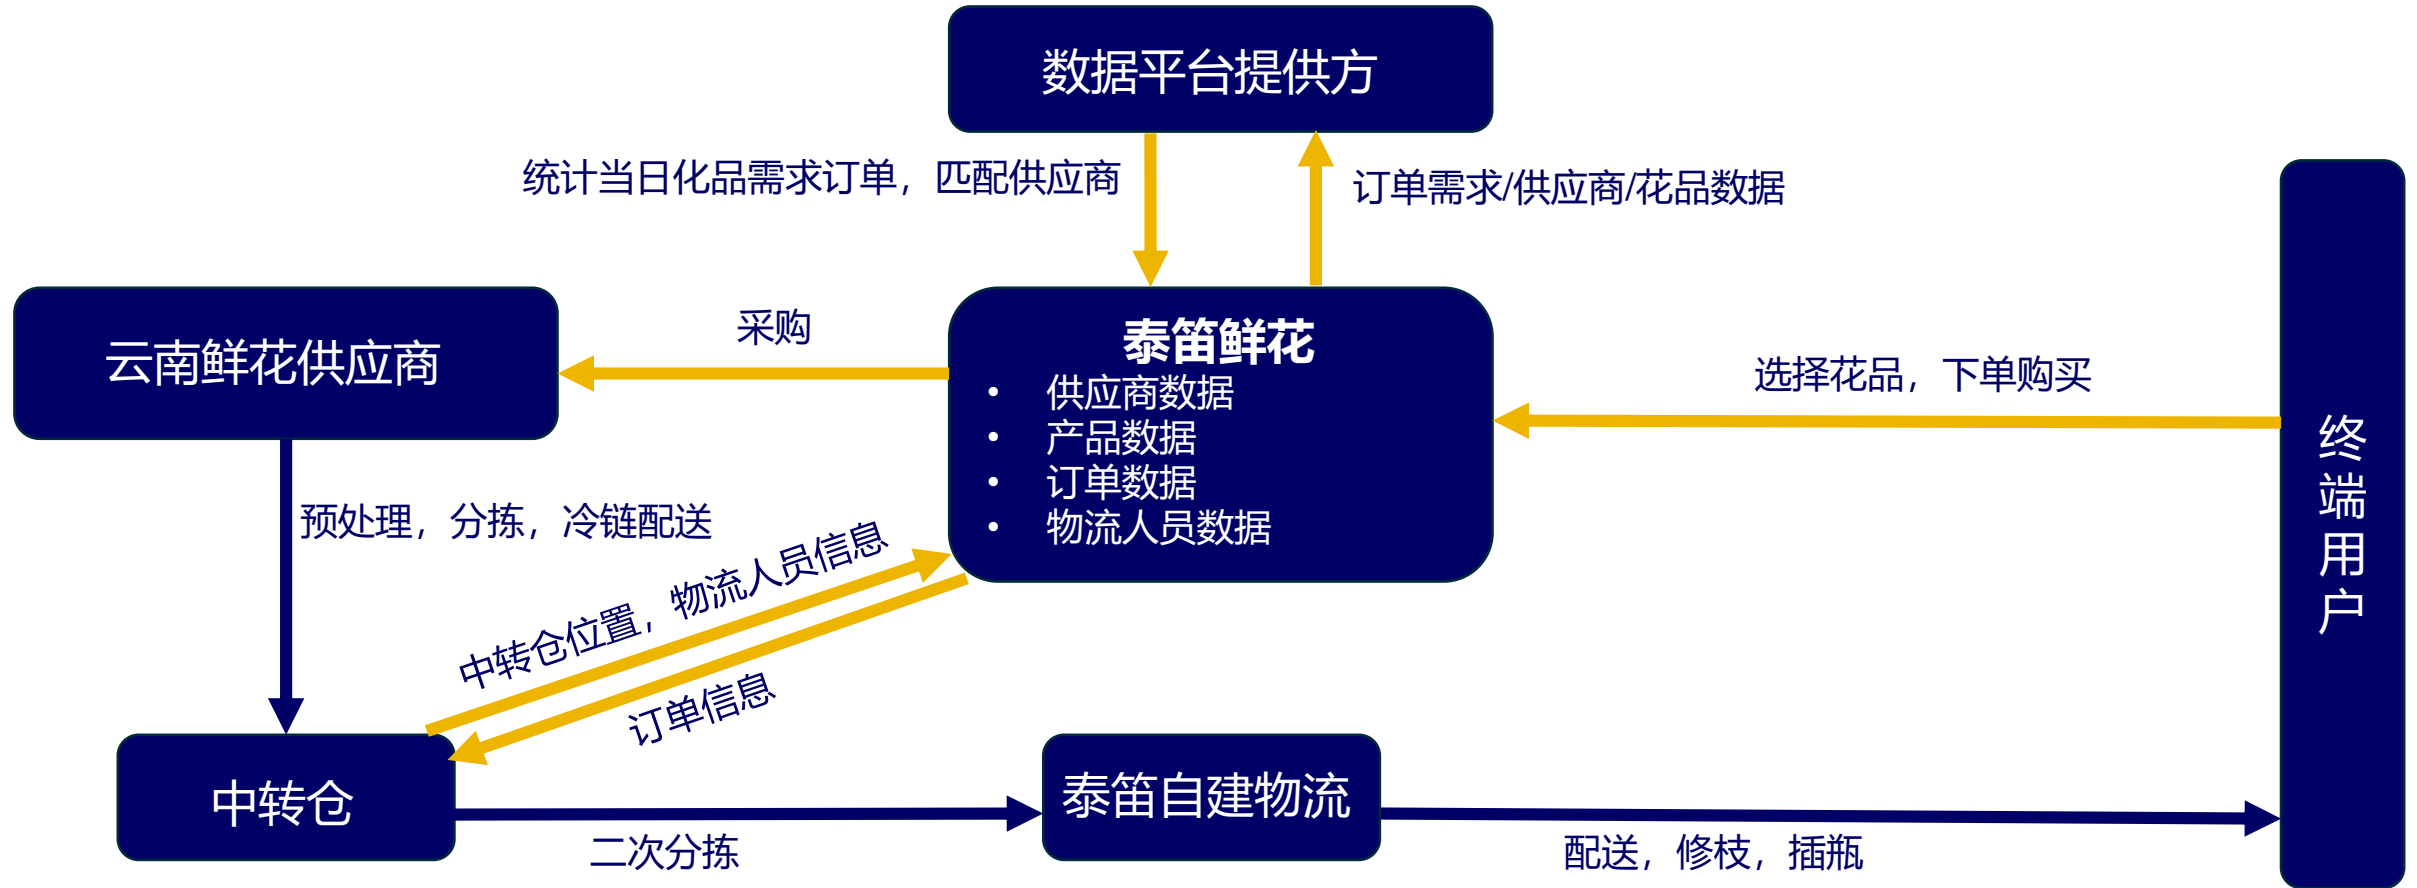 数据平台提供方
统计当日化品需求订单，匹配供应商
订单需求/供应商/花品数据
云南鲜花供应商
采购
泰笛鲜花
• 供应商数据
• 产品数据
• 订单数据
• 物流人员数据
选择花品，下单购买
终端用户
预处理，分拣，冷链配送
中转仓位置，物流人员信息
订单信息
中转仓
二次分拣
泰笛自建物流
配送，修枝，插瓶